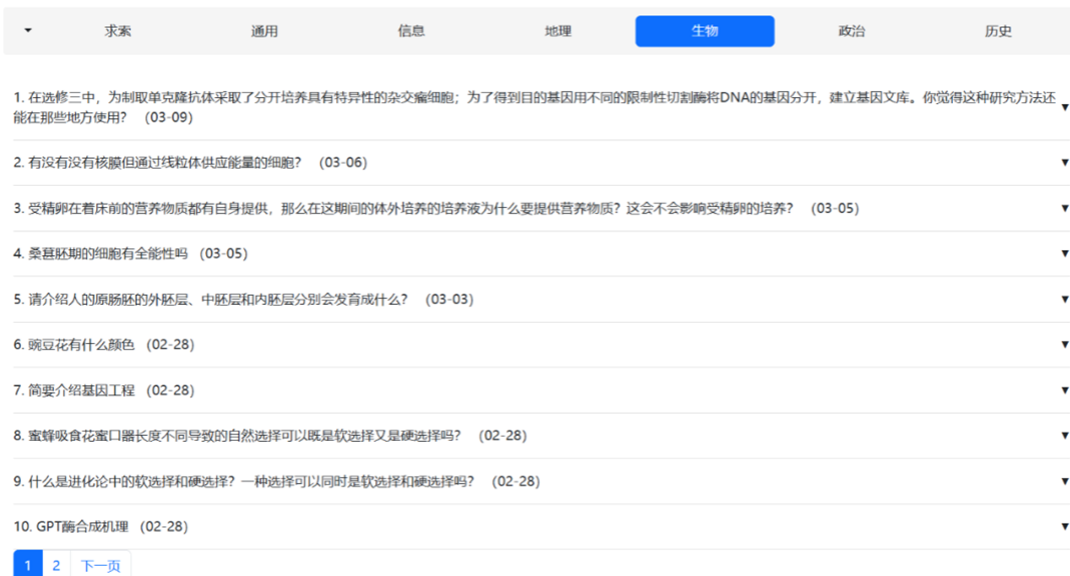 求索 通用 信息 地理 生物 政治 历史
1. 在选修三中，为制取单克隆抗体采取了分开培养具有特异性的杂交瘤细胞；为了得到目的基因用不同的限制性切割酶将DNA的基因分开，建立基因文库。你觉得这种研究方法还
能在那些地方使用？ （03-09）
2. 有没有没有核膜但通过线粒体供应能量的细胞？ （03-06）
3. 受精卵在着床前的营养物质都有自身提供，那么在这期间的体外培养的培养液为什么要提供营养物质？这会不会影响受精卵的培养？ （03-05）
4. 桑葚胚期的细胞有全能性吗 （03-05）
5. 请介绍人的原肠胚的外胚层、中胚层和内胚层分别会发育成什么？ （03-03）
6. 豌豆花有什么颜色 （02-28）
7. 简要介绍基因工程 （02-28）
8. 蜜蜂吸食花蜜口器长度不同导致的自然选择可以既是软选择又是硬选择吗？ （02-28）
9. 什么是进化论中的软选择和硬选择？一种选择可以同时是软选择和硬选择吗？ （02-28）
10. GPT酶合成机理 （02-28）
1 2 下一页